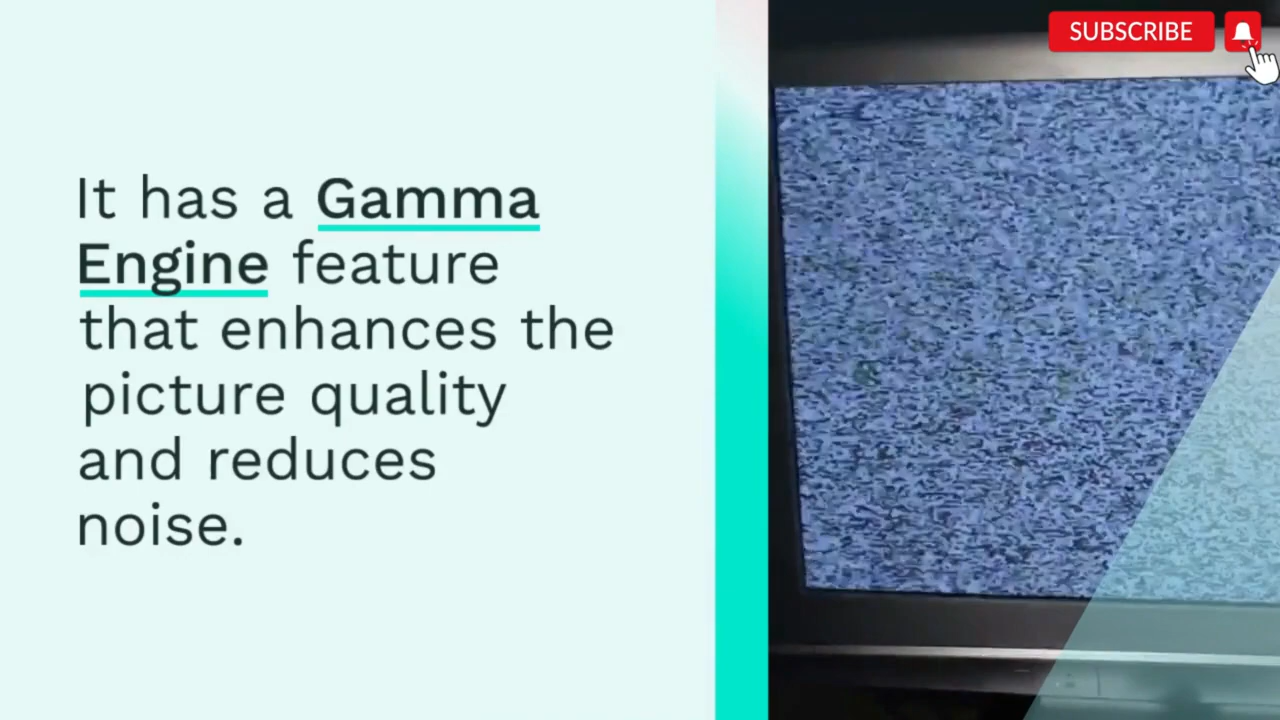 SUBSCRIBE
It has a Gamma
Engine feature
that enhances the
picture quality
and reduces
noise.